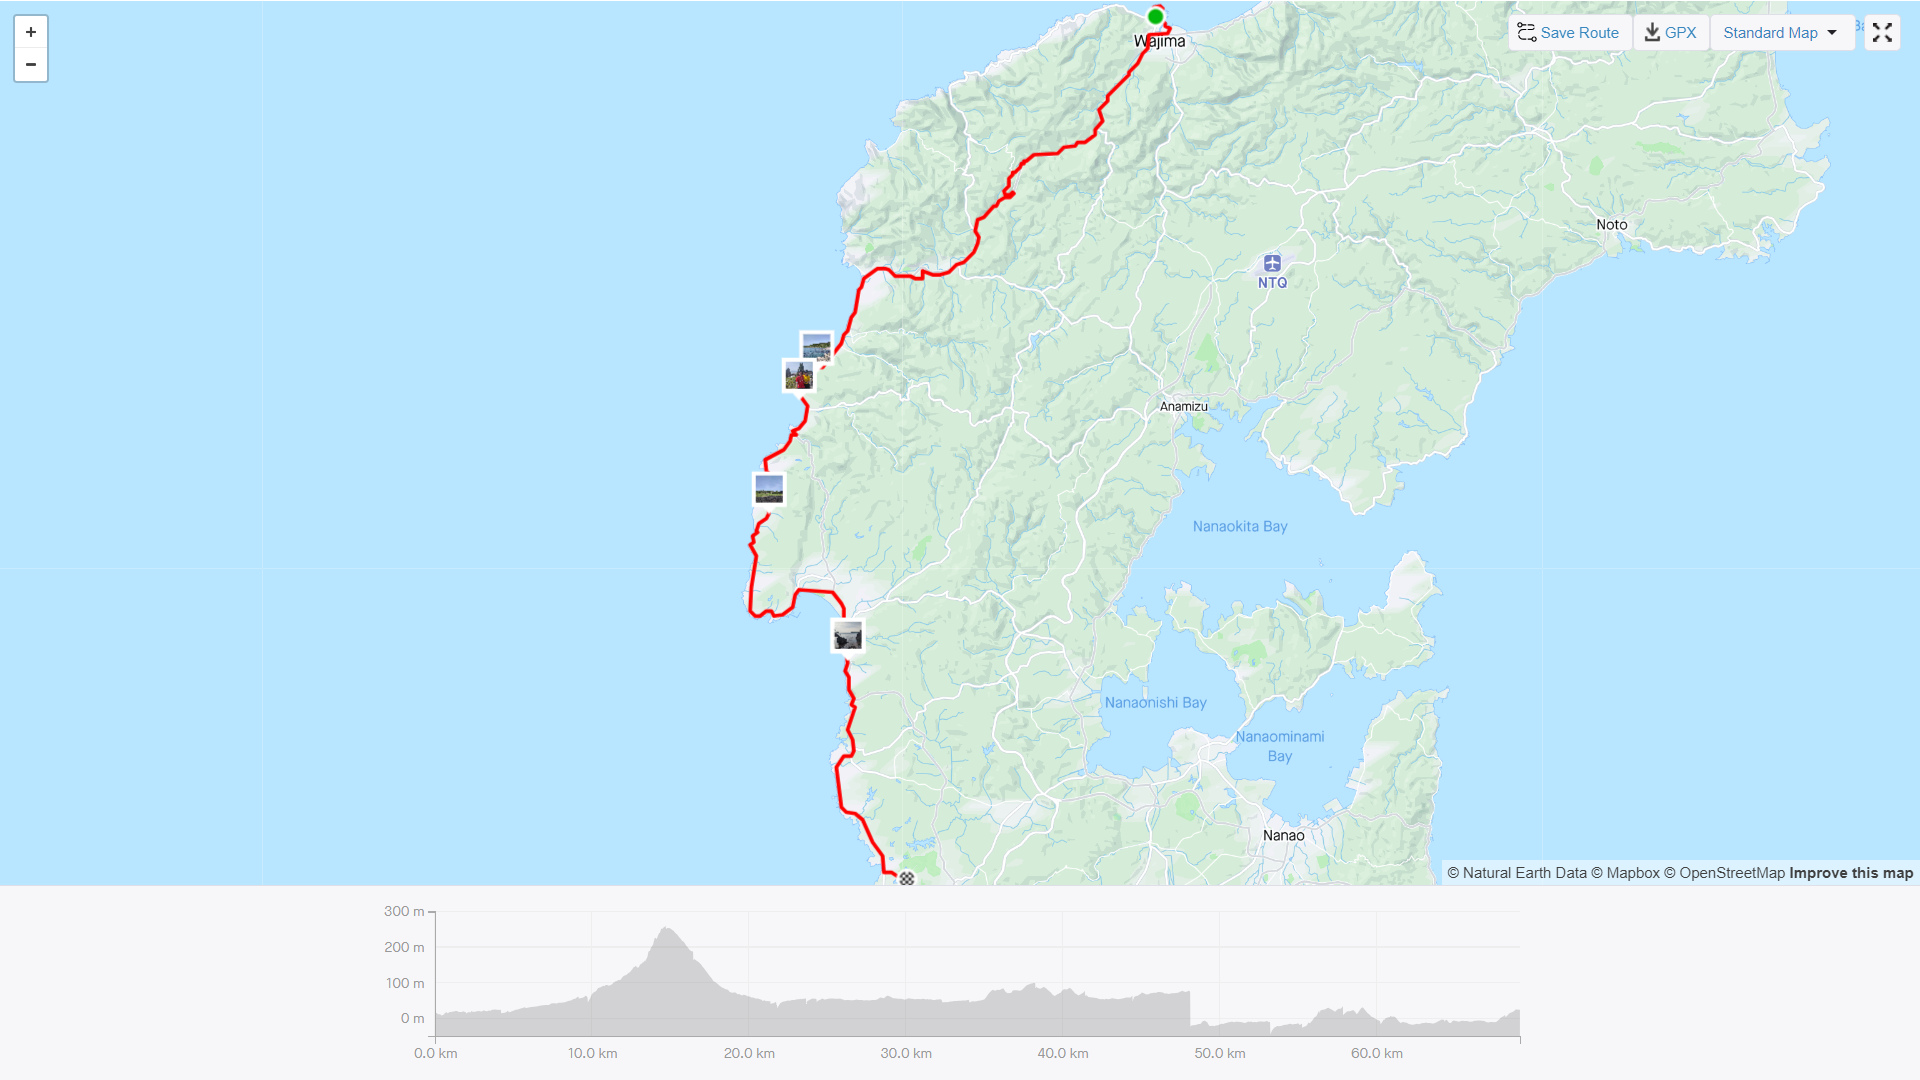 +
−
Save Route
GPX
Standard Map
Wajima
Noto
NTQ
Anamizu
Nanaokita Bay
Nanaonishi Bay
Nanaominami
Bay
Nanao
© Natural Earth Data © Mapbox © OpenStreetMap Improve this map
300 m
200 m
100 m
0 m
0.0 km
10.0 km
20.0 km
30.0 km
40.0 km
50.0 km
60.0 km